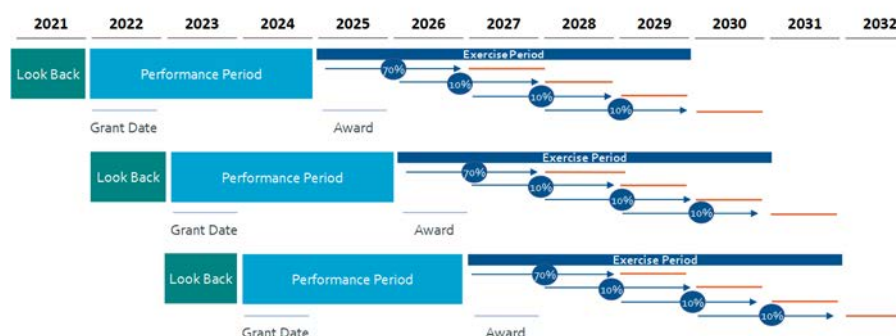 2021 2022 2023 2024 2025 2026 2027 2028 2029 2030 2031 2032
Exercise Period
Look Back Performance Period
70%
10%
10%
10%
Grant Date Award
Exercise Period
Look Back Performance Period
70%
10%
10%
10%
Grant Date Award
Exercise Period
Look Back Performance Period
70%
10%
10%
10%
Grant Date Award